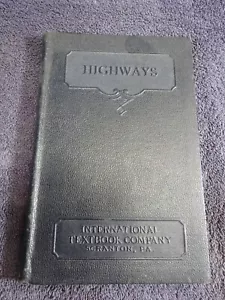 HIGHWAYS
INTERNATIONAL
TEXTBOOK COMPANY
SCRANTON, PA